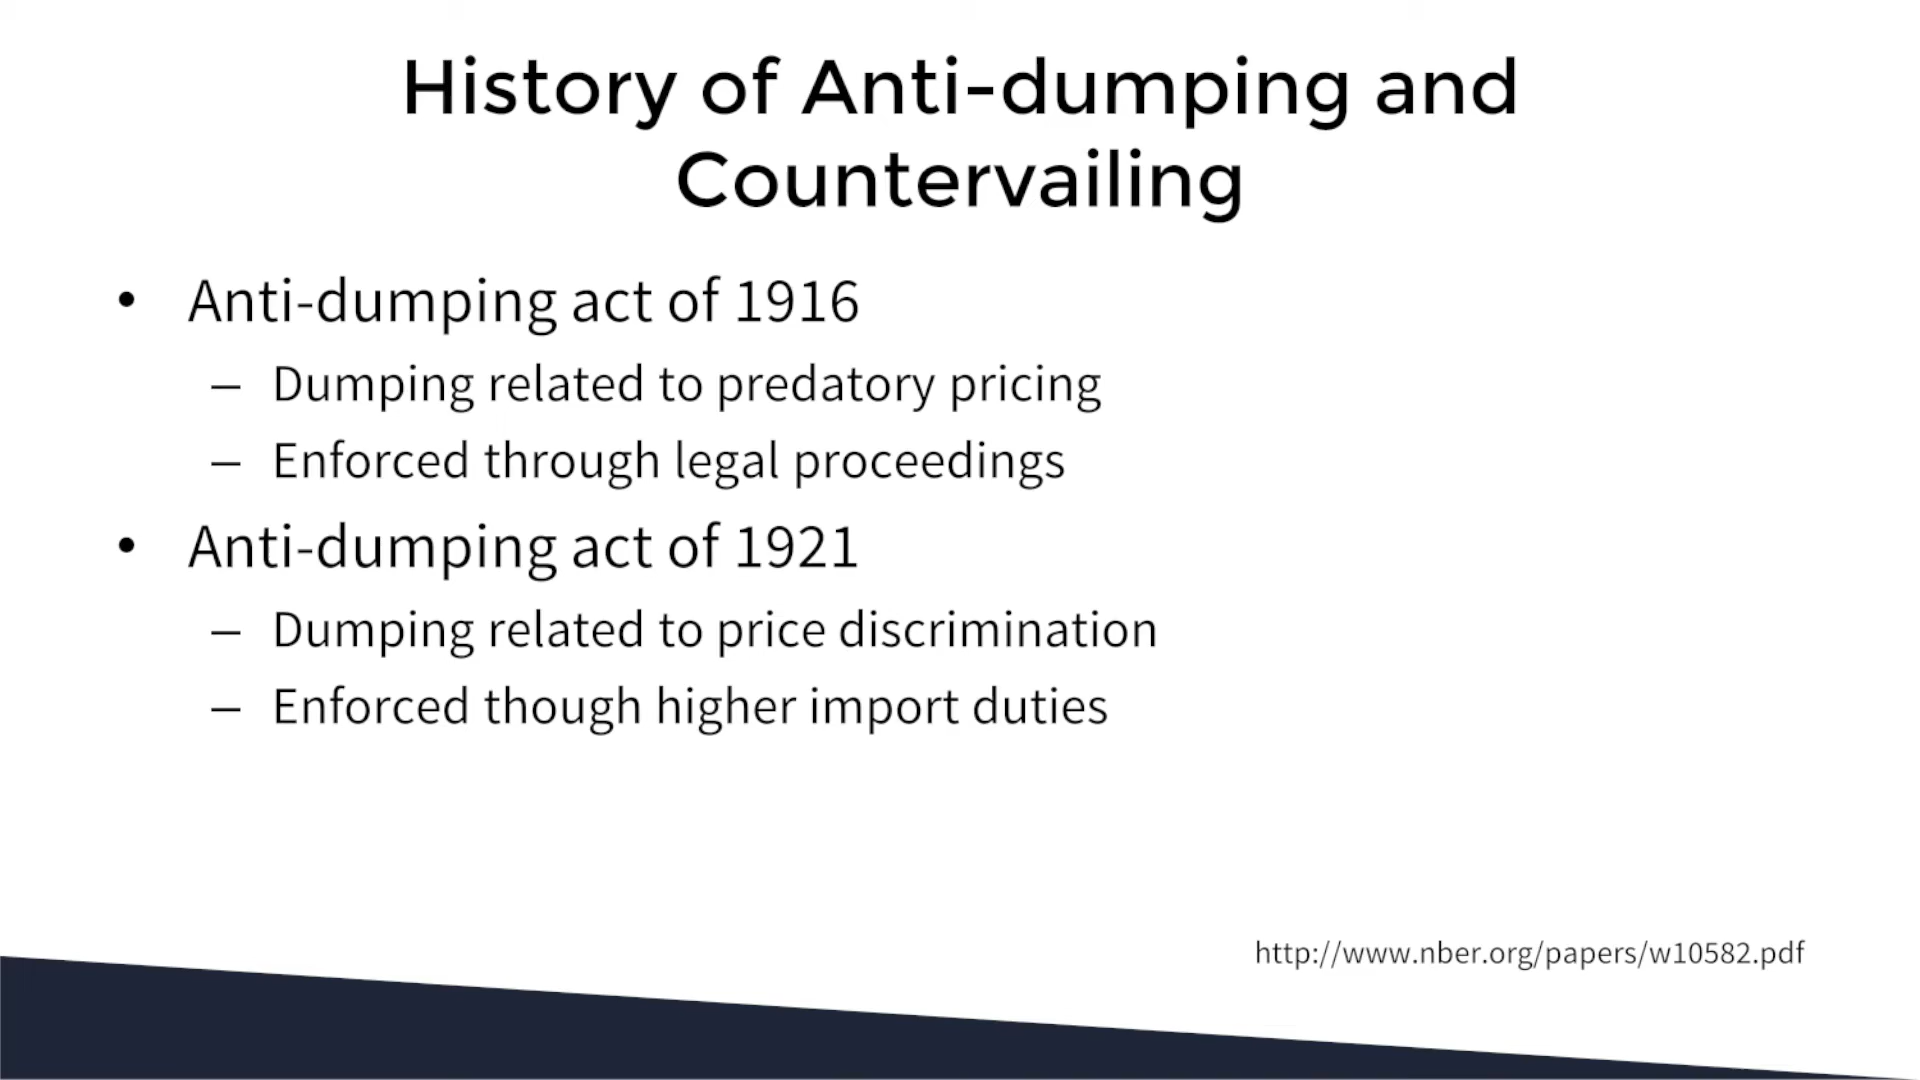 History of Anti-dumping and
Countervailing
• Anti-dumping act of 1916
– Dumping related to predatory pricing
– Enforced through legal proceedings
• Anti-dumping act of 1921
– Dumping related to price discrimination
– Enforced though higher import duties
http://www.nber.org/papers/w10582.pdf